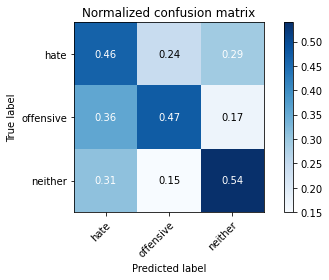 Normalized confusion matrix
True label
hate
0.46 0.24 0.29
offensive
0.36 0.47 0.17
neither
0.31 0.15 0.54
hate
offensive
neither
Predicted label
0.50
0.45
0.40
0.35
0.30
0.25
0.20
0.15